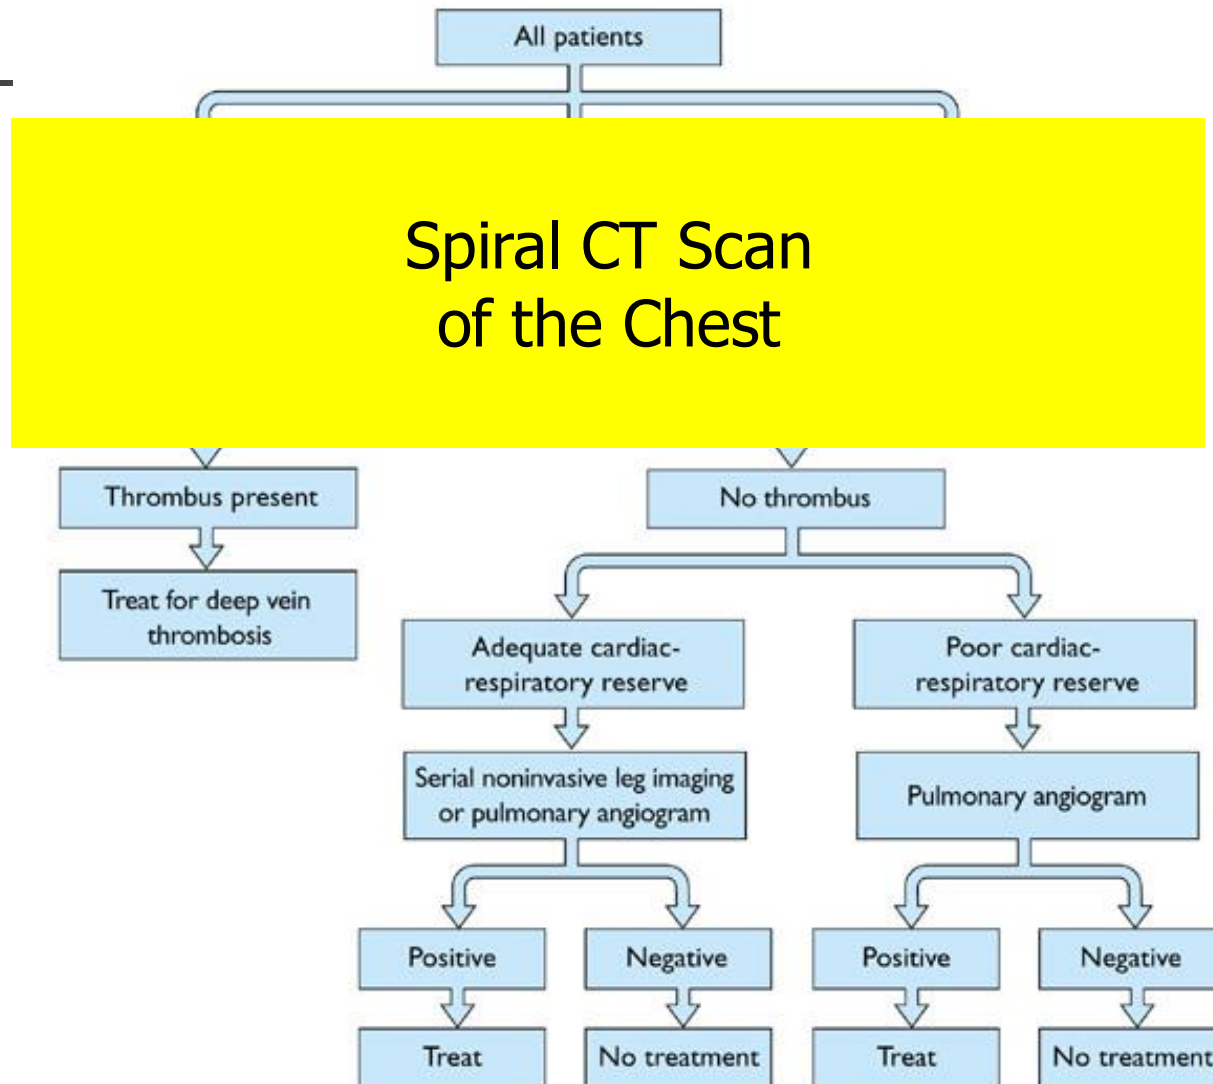 All patients
Spiral CT Scan
of the Chest
Thrombus present
No thrombus
Treat for deep vein
thrombosis
Adequate cardiac-
respiratory reserve
Poor cardiac-
respiratory reserve
Serial noninvasive leg imaging
or pulmonary angiogram
Pulmonary angiogram
Positive
Negative
Positive
Negative
Treat
No treatment
Treat
No treatment